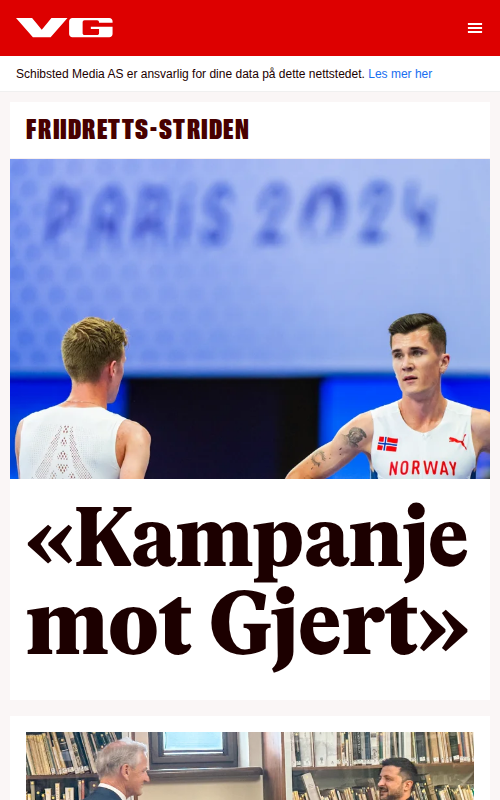 VG
Schibsted Media AS er ansvarlig for dine data på dette nettstedet. Les mer her
FRIIDRETTS-STRIDEN
PARIS 2024
NORWAY
«Kampanje
mot Gjert»